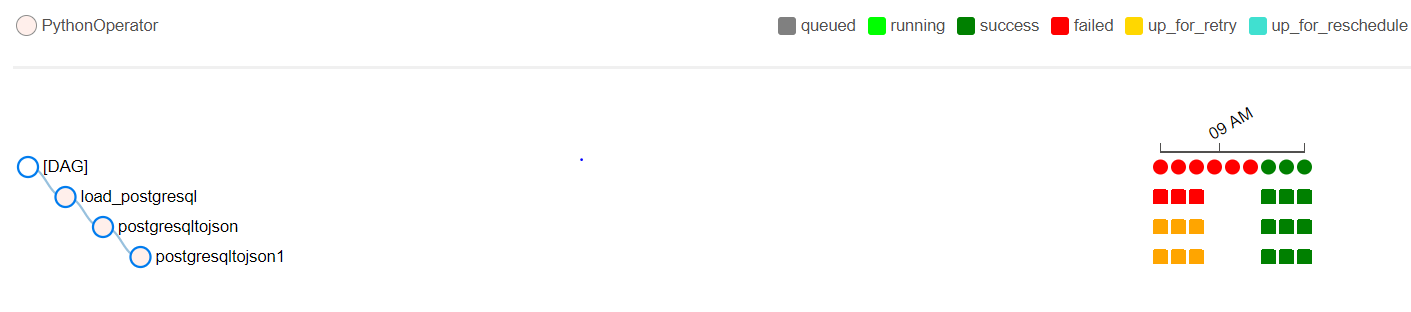 PythonOperator queued running success failed up_for_retry up_for_reschedule
09 AM
[DAG]
load_postgresql
postgresqltojson
postgresqltojson1